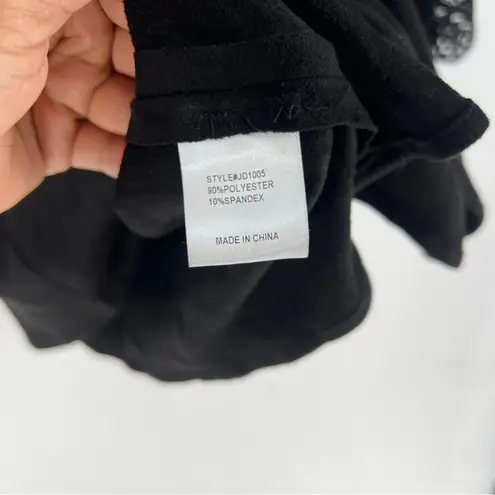 STYLE#JD1005
90%POLYESTER
10%SPANDEX
MADE IN CHINA